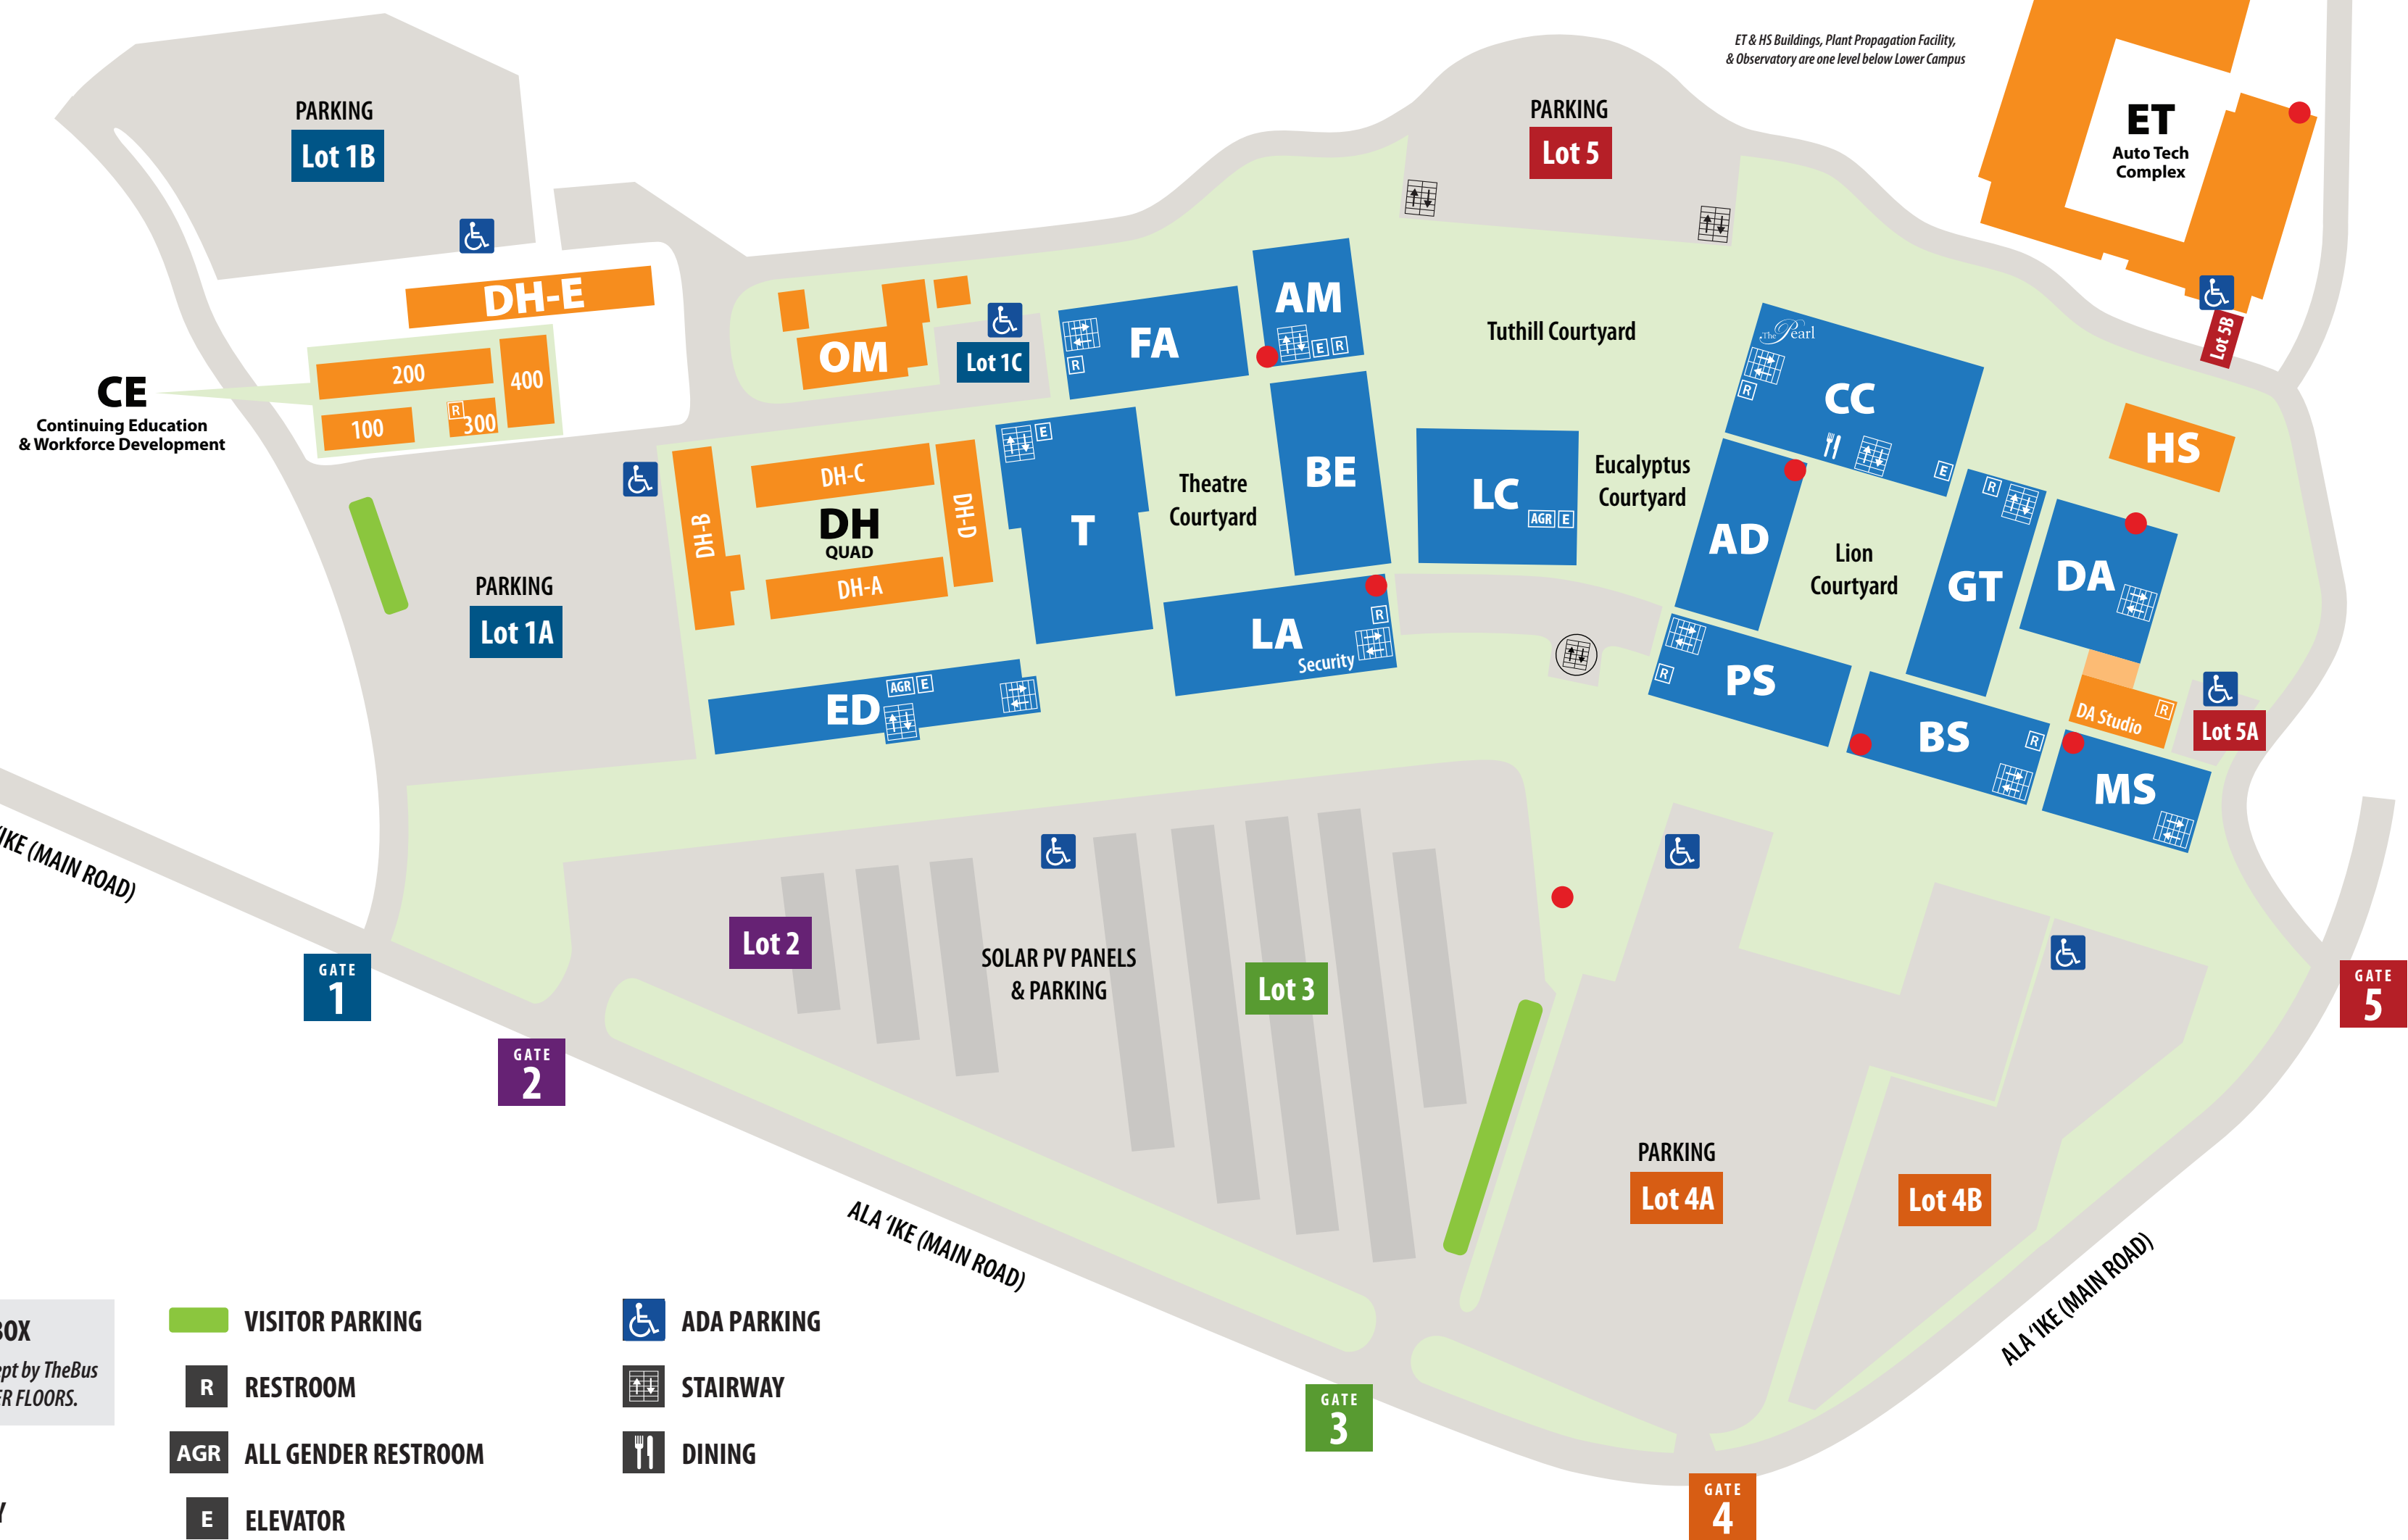 ET & HS Buildings, Plant Propagation Facility,
& Observatory are one level below Lower Campus
PARKING
Lot 1B
PARKING
Lot 5
ET
Auto Tech
Complex
Lot 5B
DH-E
OM
Lot 1C
FA
R
AM
E R
Tuthill Courtyard
The Pearl
CC
R
E
HS
CE
Continuing Education
& Workforce Development
200
400
100
R
300
DH-B
DH-C
DH
QUAD
DH-A
DH-D
E
T
Theatre
Courtyard
BE
LC
AGR E
Eucalyptus
Courtyard
AD
Lion
Courtyard
R
GT
DA
PARKING
Lot 1A
ED
AGR E
LA
Security
R
PS
R
BS
R
DA Studio
R
Lot 5A
MS
'IKE (MAIN ROAD)
Lot 2
SOLAR PV PANELS
& PARKING
Lot 3
GATE
1
GATE
2
GATE
5
PARKING
Lot 4A
Lot 4B
ALA ‘IKE (MAIN ROAD)
ALA ‘IKE (MAIN ROAD)
GATE
3
GATE
4
BOX
ept by TheBus
ER FLOORS.
Y
VISITOR PARKING
R RESTROOM
AGR ALL GENDER RESTROOM
E ELEVATOR
ADA PARKING
STAIRWAY
DINING